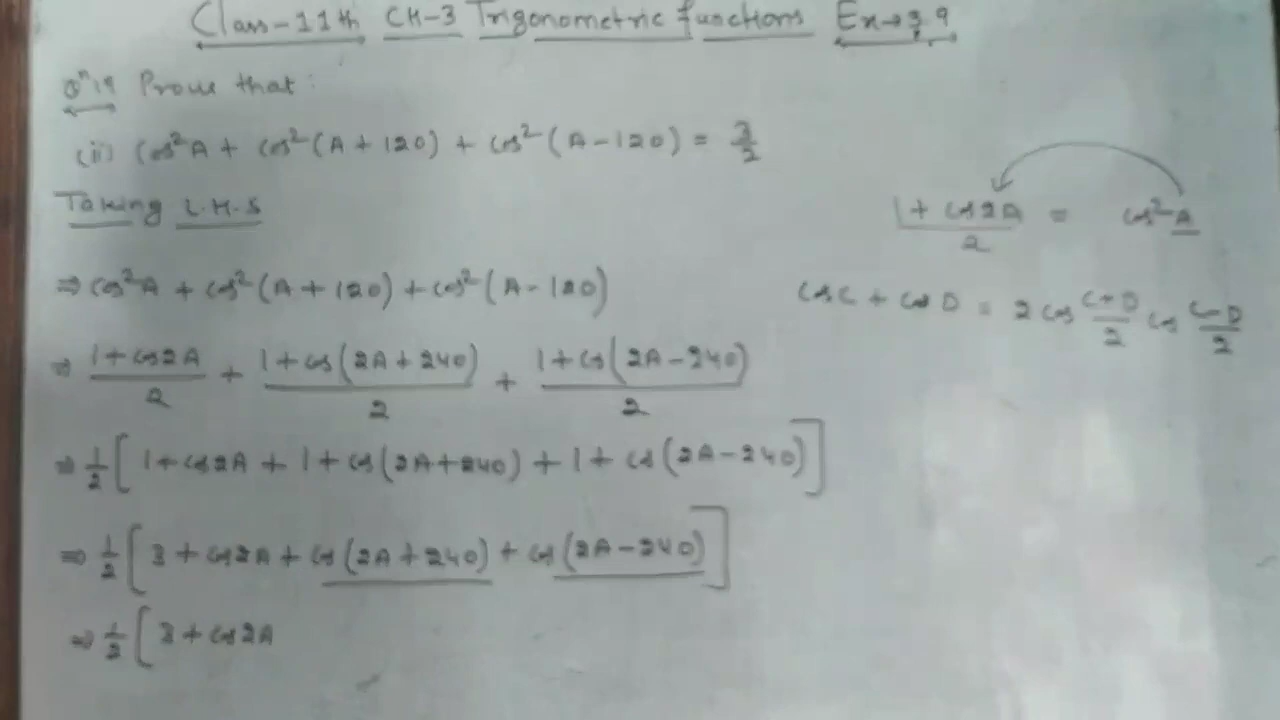 Class-11th CH-3 Trigonometric functions Ex→3.9
Qn19 Prove that:
(ii) cos²A + cos²(A+120) + cos²(A-120) = 3/2
Taking L.H.S
(1+cos2A)/2 = cos²A
⇒ cos²A + cos²(A+120) + cos²(A-120)
cosC + cosD = 2cos (C+D)/2 cos (C-D)/2
⇒ (1+cos2A)/2 + (1+cos(2A+240))/2 + (1+cos(2A-240))/2
⇒ 1/2 [1+cos2A + 1+cos(2A+240) + 1+cos(2A-240)]
⇒ 1/2 [3+cos2A + cos(2A+240) + cos(2A-240)]
⇒ 1/2 [3+cos2A